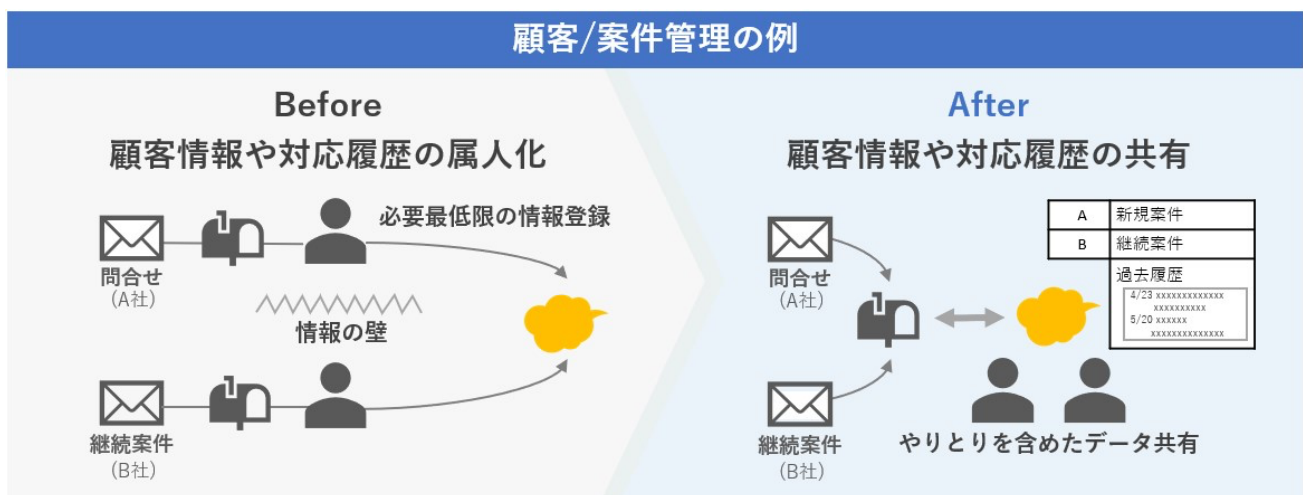 顧客/案件管理の例
Before
顧客情報や対応履歴の属人化
必要最低限の情報登録
問合せ
(A社)
情報の壁
継続案件
(B社)
After
顧客情報や対応履歴の共有
A 新規案件
B 継続案件
過去履歴
4/23 xxxxxxxxxxxxx
xxxxxxxxxx
5/20 xxxxxx
xxxxxxxxxxxxxx
問合せ
(A社)
継続案件
(B社)
やりとりを含めたデータ共有